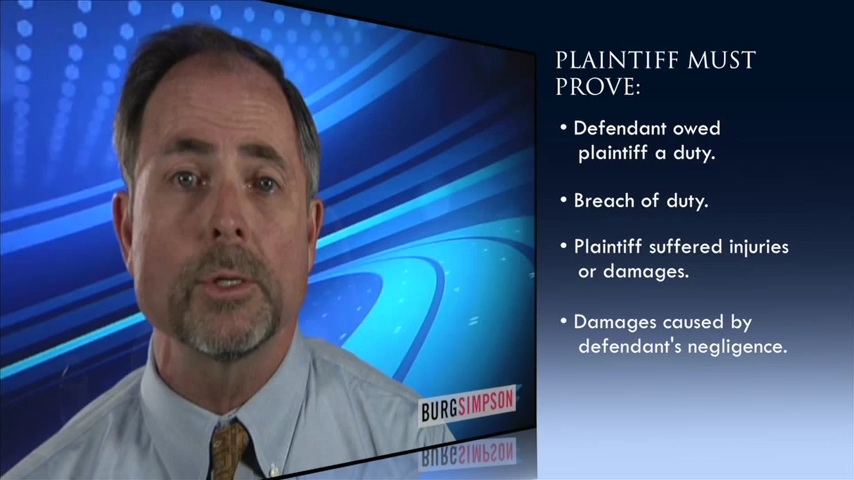 PLAINTIFF MUST
PROVE:
• Defendant owed
plaintiff a duty.
• Breach of duty.
• Plaintiff suffered injuries
or damages.
• Damages caused by
defendant's negligence.
BURGSIMPSON
BURGSIMPSON